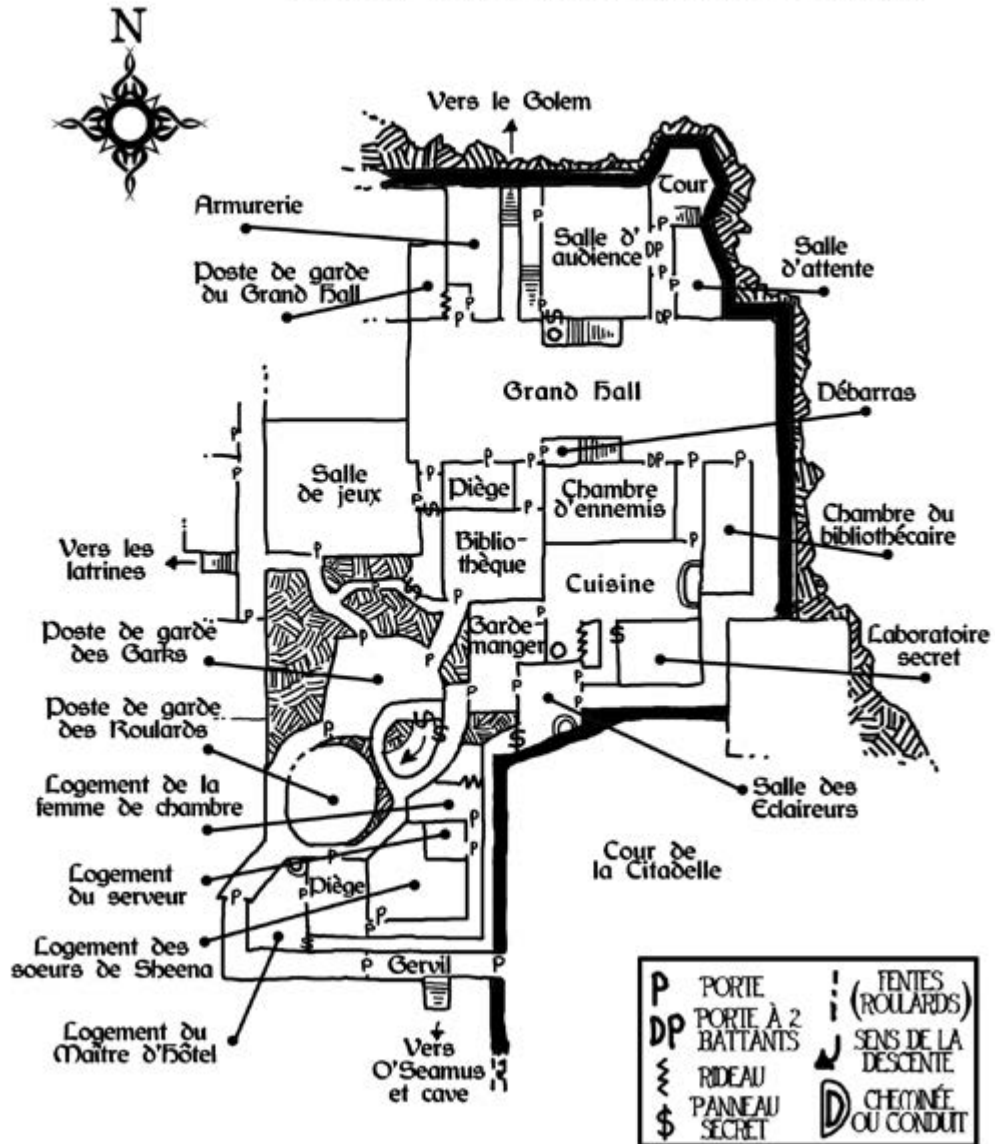 N
Vers le Golem
Armurerie
Tour
Salle d'
audience
Salle
d'attente
Poste de garde
du Grand Hall
Grand Hall
Débarras
Salle
de jeux
Piège
Chambre
d'ennemis
Chambre du
bibliothécaire
Vers les
latrines
Biblio-
thèque
Cuisine
Poste de garde
des Garks
Garde
manger
Laboratoire
secret
Poste de garde
des Roulards
Logement de la
femme de chambre
Salle des
Eclaireurs
Cour de
la Citadelle
Logement
du serveur
Piège
Logement des
soeurs de Sheena
Gervil
Logement du
Maître d'hôtel
Vers
O'Seamus
et cave
P PORTE
DP PORTE À 2
BATTANTS
RIDEAU
$ PANNEAU
SECRET
FENTES
(ROULARDS)
SENS DE LA
DESCENTE
CHEMINÉE
OU CONDUIT